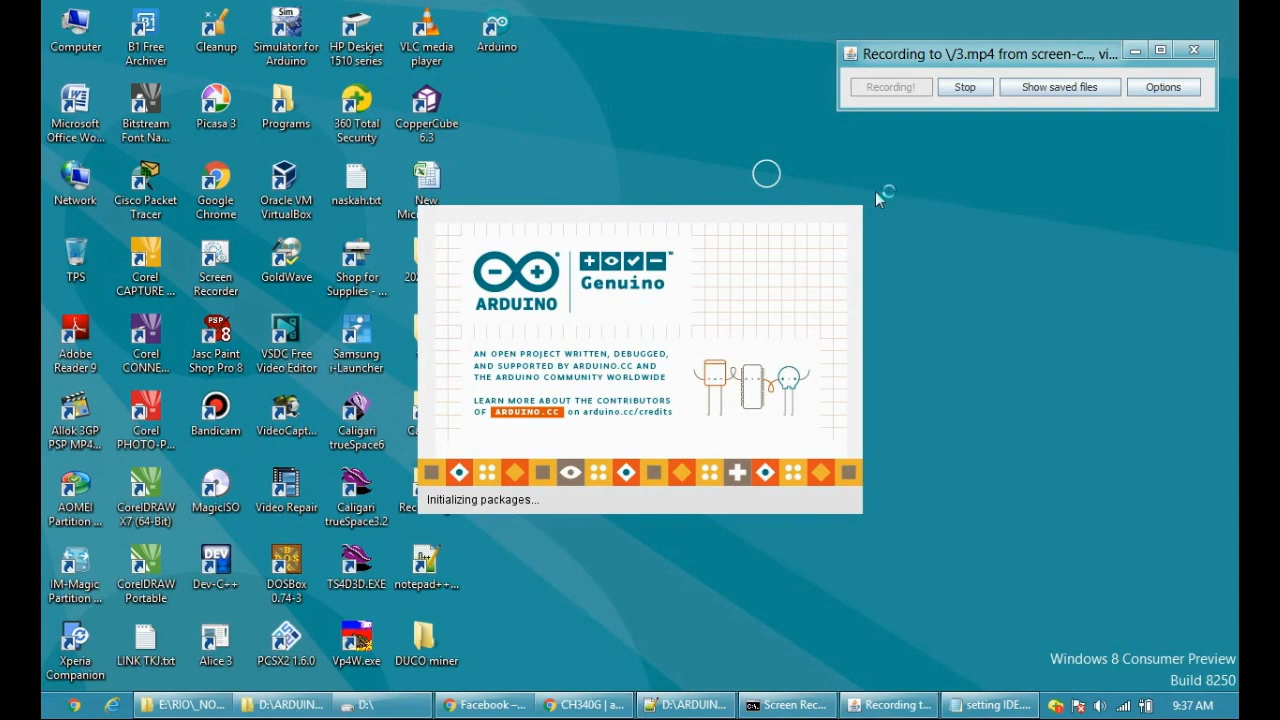 Computer
B1 Free
Archiver
Cleanup
Sim
Simulator for
Arduino
HP Deskjet
1510 series
VLC media
player
Arduino
Recording to \/3.mp4 from screen-c..., vi...
Recording!
Stop
Show saved files
Options
Microsoft
Office Wo...
Bitstream
Font Na...
Picasa 3
Programs
360 Total
Security
CopperCube
6.3
Network
Cisco Packet
Tracer
Google
Chrome
Oracle VM
VirtualBox
naskah.txt
New
TPS
Corel
CAPTURE ...
Screen
Recorder
GoldWave
Shop for
Supplies - ...
ARDUINO
Genuino
AN OPEN PROJECT WRITTEN, DEBUGGED,
AND SUPPORTED BY ARDUINO.CC AND
THE ARDUINO COMMUNITY WORLDWIDE
LEARN MORE ABOUT THE CONTRIBUTORS
OF ARDUINO.CC on arduino.cc/credits
Initializing packages...
Adobe
Reader 9
Corel
CONNE...
PSP
8
Jasc Paint
Shop Pro 8
VSDC Free
Video Editor
Samsung
i-Launcher
Allok 3GP
PSP MP4...
Corel
PHOTO-P...
Bandicam
VideoCapt...
Caligari
trueSpace6
AOMEI
Partition ...
CorelDRAW
X7 (64-Bit)
MagicISO
Video Repair
Caligari
trueSpace3.2
IM-Magic
Partition ...
CorelDRAW
Portable
DEV
Dev-C++
DOS
DOSBox
0.74-3
TS4D3D.EXE
notepad++...
Xperia
Companion
LINK TKJ.txt
Alice 3
PCSX2 1.6.0
Vp4W.exe
DUCO miner
Windows 8 Consumer Preview
Build 8250
E:\RIO\_NO...
D:\ARDUIN...
D:\
Facebook –...
CH340G | a...
D:\ARDUIN...
Screen Rec...
Recording t...
setting IDE....
9:37 AM